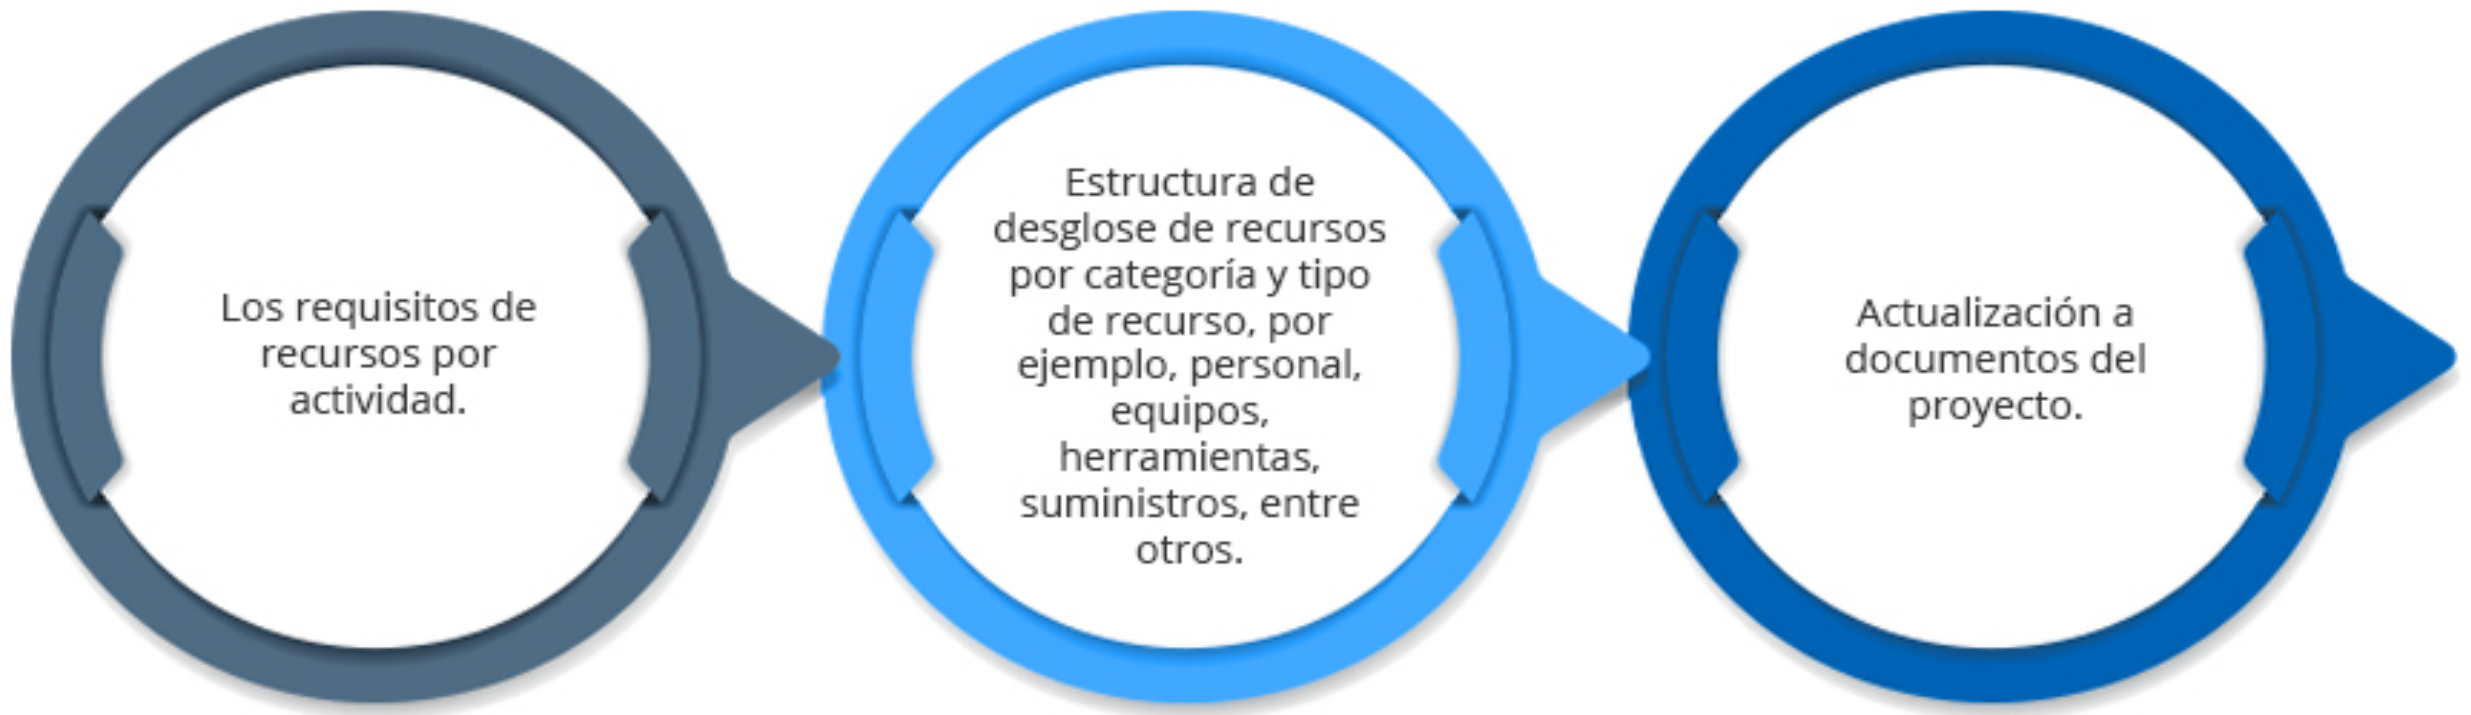 Los requisitos de
recursos por
actividad.
Estructura de
desglose de recursos
por categoría y tipo
de recurso, por
ejemplo, personal,
equipos,
herramientas,
suministros, entre
otros.
Actualización a
documentos del
proyecto.